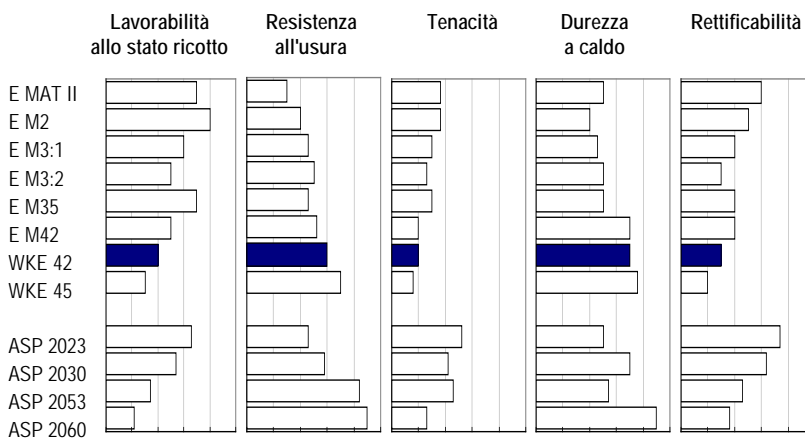 Lavorabilità
allo stato ricotto
Resistenza
all'usura
Tenacità
Durezza
a caldo
Rettificabilità
E MAT II
E M2
E M3:1
E M3:2
E M35
E M42
WKE 42
WKE 45
ASP 2023
ASP 2030
ASP 2053
ASP 2060